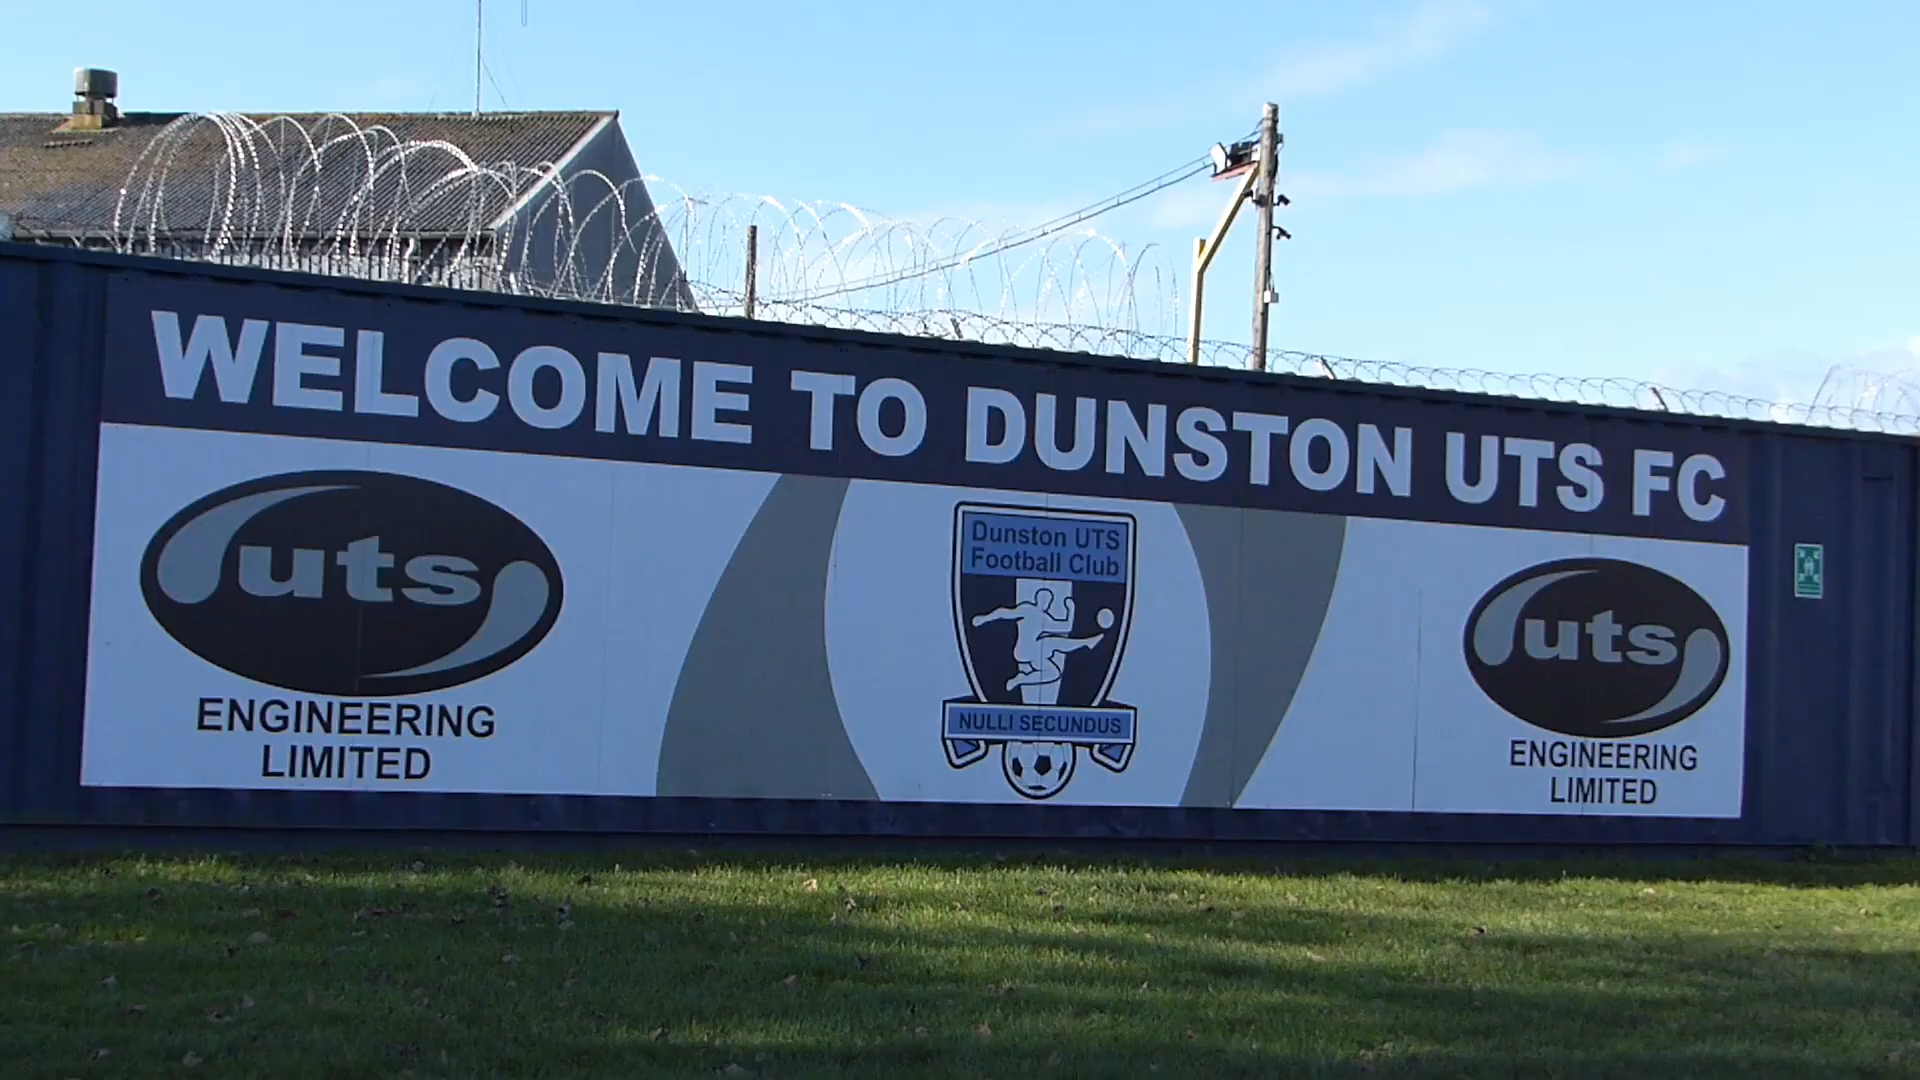 WELCOME TO DUNSTON UTS FC
uts
ENGINEERING
LIMITED
Dunston UTS
Football Club
NULLI SECUNDUS
uts
ENGINEERING
LIMITED